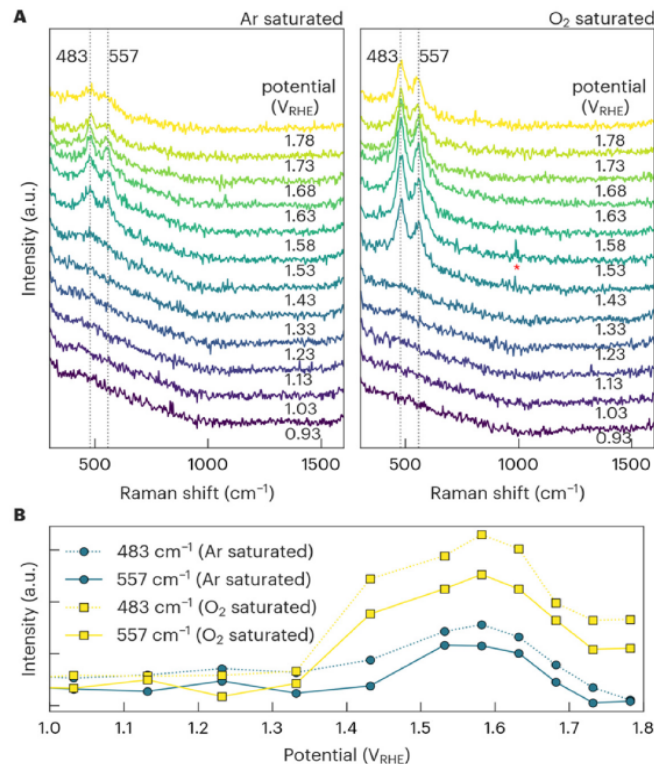 A
Ar saturated
O₂ saturated
483
557
483
557
potential
(V_RHE)
potential
(V_RHE)
1.78
1.73
1.68
1.63
1.58
1.53
1.43
1.33
1.23
1.13
1.03
0.93
1.78
1.73
1.68
1.63
1.58
1.53
*
1.43
1.33
1.23
1.13
1.03
0.93
Intensity (a.u.)
500
1000
1500
500
1000
1500
Raman shift (cm⁻¹)
Raman shift (cm⁻¹)
B
483 cm⁻¹ (Ar saturated)
557 cm⁻¹ (Ar saturated)
483 cm⁻¹ (O₂ saturated)
557 cm⁻¹ (O₂ saturated)
Intensity (a.u.)
1.0 1.1 1.2 1.3 1.4 1.5 1.6 1.7 1.8
Potential (V_RHE)